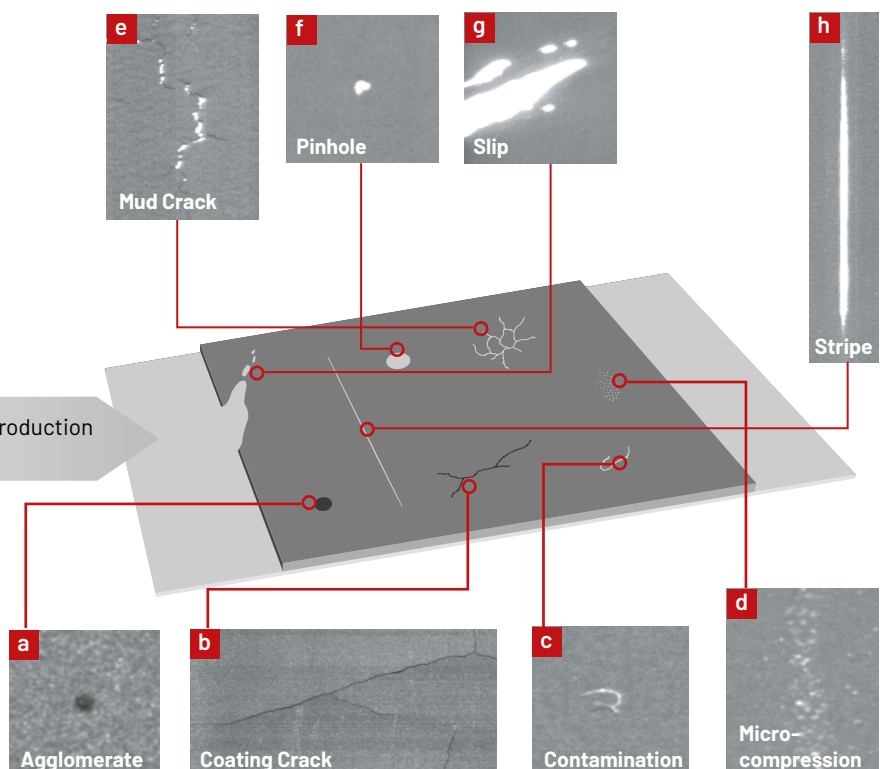 e
Mud Crack
f
Pinhole
g
Slip
h
Stripe
roduction
a
Agglomerate
b
Coating Crack
c
Contamination
d
Micro-
compression